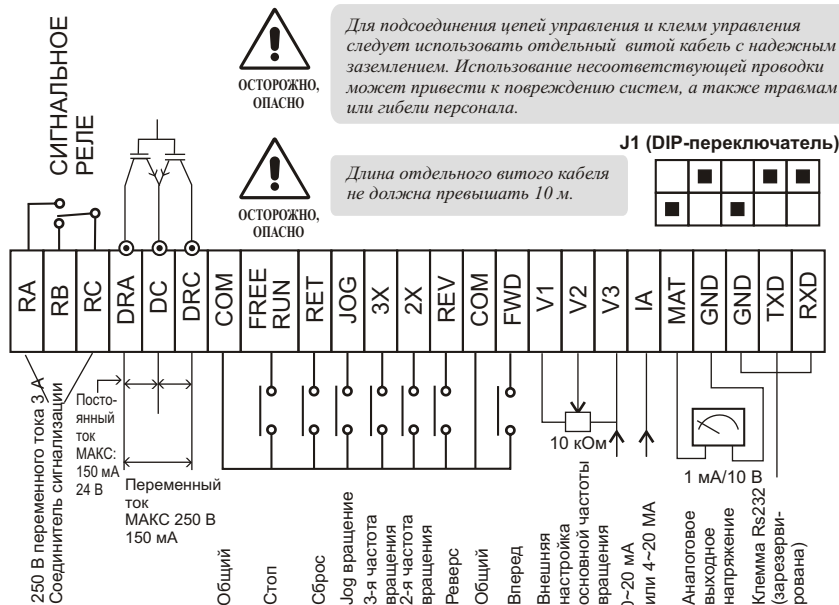 СИГНАЛЬНОЕ
РЕЛЕ
ОСТОРОЖНО,
ОПАСНО
Для подсоединения цепей управления и клемм управления
следует использовать отдельный витой кабель с надежным
заземлением. Использование несоответствующей проводки
может привести к повреждению систем, а также травмам
или гибели персонала.
ОСТОРОЖНО,
ОПАСНО
Длина отдельного витого кабеля
не должна превышать 10 м.
J1 (DIP-переключатель)
RA
RB
RC
DRA
DC
DRC
COM
FREE
RUN
RET
JOG
3X
2X
REV
COM
FWD
V1
V2
V3
IA
MAT
GND
GND
TXD
RXD
250 В переменного тока 3 А
Соединитель сигнализации
Посто-
янный
ток
МАКС:
150 мА
24 В
Переменный
ток
МАКС 250 В
150 мА
Общий
Стоп
Сброс
Jog вращение
3-я частота
вращения
2-я частота
вращения
Реверс
Общий
Вперед
10 кОм
Внешняя
настройка
основной частоты
вращения
0~20 мА
или 4~20 МА
1 мА/10 В
Аналоговое
выходное
напряжение
Клемма Rs232
(зарезерви-
рована)